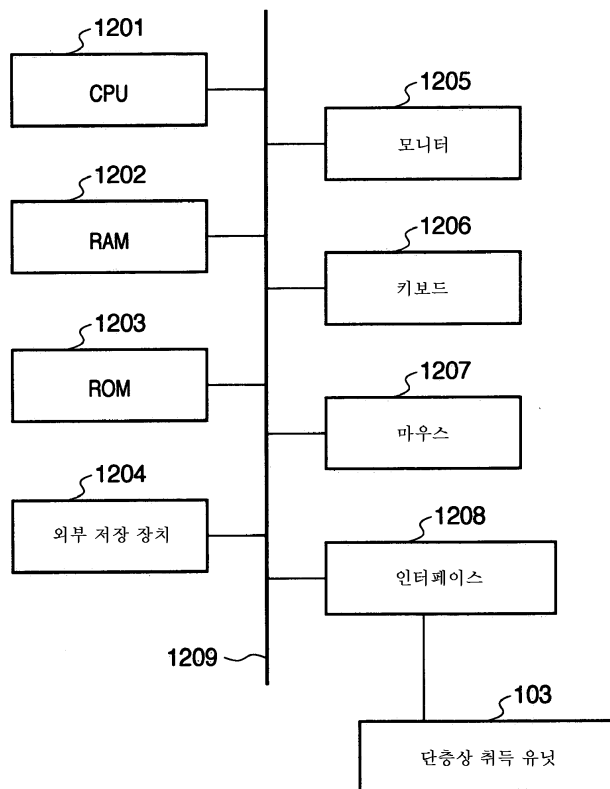 1201
CPU
1202
RAM
1203
ROM
1204
외부 저장 장치
1205
모니터
1206
키보드
1207
마우스
1208
인터페이스
1209
103
단층상 취득 유닛